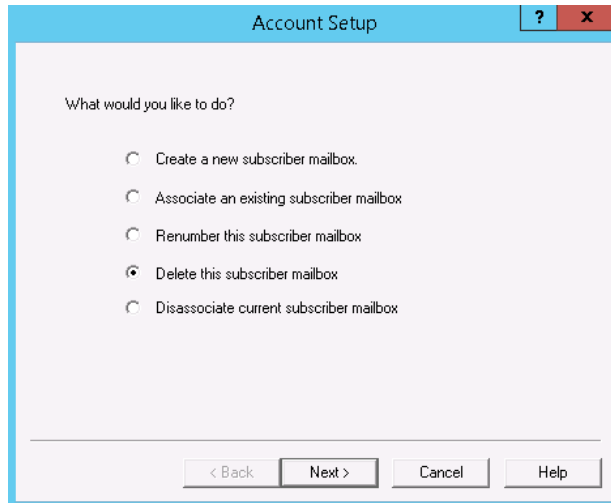 Account Setup
? x
What would you like to do?
Create a new subscriber mailbox.
Associate an existing subscriber mailbox
Renumber this subscriber mailbox
Delete this subscriber mailbox
Disassociate current subscriber mailbox
< Back Next > Cancel Help